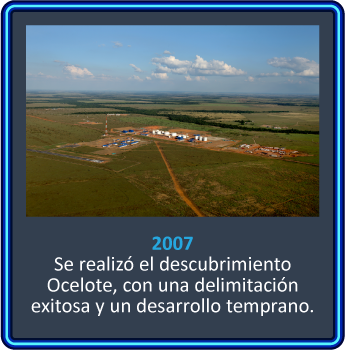 2007
Se realizó el descubrimiento
Ocelote, con una delimitación
exitosa y un desarrollo temprano.